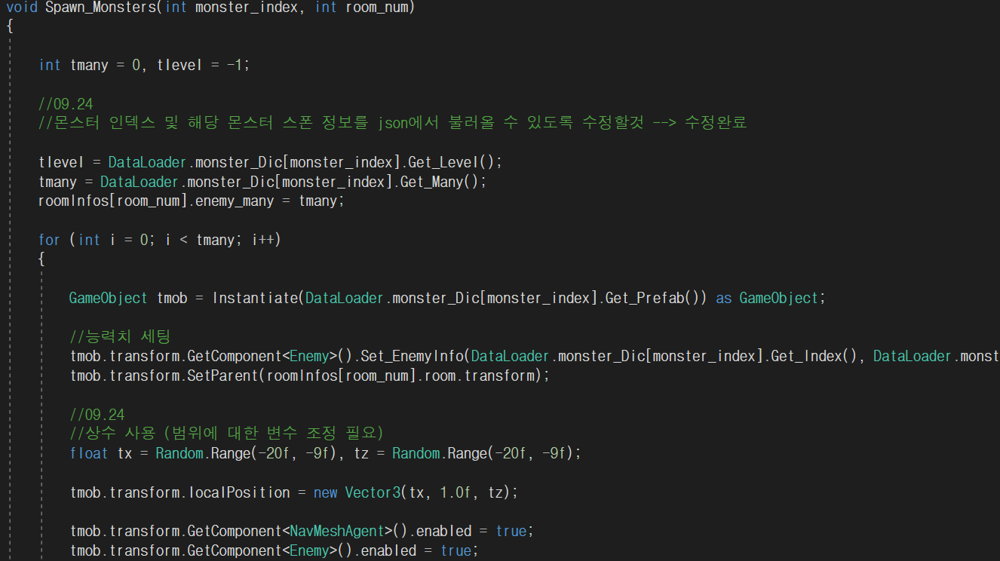 void Spawn_Monsters(int monster_index, int room_num)
{
int tmany = 0, tlevel = -1;
//09.24
//몬스터 인덱스 및 해당 몬스터 스폰 정보를 json에서 불러올 수 있도록 수정할것 --> 수정완료
tlevel = DataLoader.monster_Dic[monster_index].Get_Level();
tmany = DataLoader.monster_Dic[monster_index].Get_Many();
roomInfos[room_num].enemy_many = tmany;
for (int i = 0; i < tmany; i++)
{
GameObject tmob = Instantiate(DataLoader.monster_Dic[monster_index].Get_Prefab()) as GameObject;
//능력치 세팅
tmob.transform.GetComponent<Enemy>().Set_EnemyInfo(DataLoader.monster_Dic[monster_index].Get_Index(), DataLoader.monst
tmob.transform.SetParent(roomInfos[room_num].room.transform);
//09.24
//상수 사용 (범위에 대한 변수 조정 필요)
float tx = Random.Range(-20f, -9f), tz = Random.Range(-20f, -9f);
tmob.transform.localPosition = new Vector3(tx, 1.0f, tz);
tmob.transform.GetComponent<NavMeshAgent>().enabled = true;
tmob.transform.GetComponent<Enemy>().enabled = true;